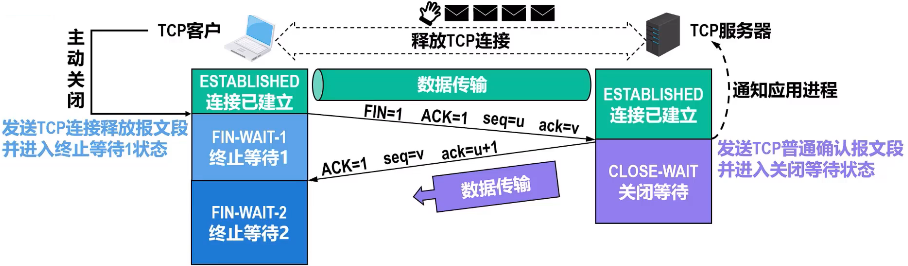 TCP客户
释放TCP连接
TCP服务器
主动关闭
ESTABLISHED
连接已建立
数据传输
ESTABLISHED
连接已建立
通知应用进程
FIN=1 ACK=1 seq=u ack=v
发送TCP连接释放报文段
并进入终止等待1状态
FIN-WAIT-1
终止等待1
ACK=1 seq=v ack=u+1
CLOSE-WAIT
关闭等待
发送TCP普通确认报文段
并进入关闭等待状态
数据传输
FIN-WAIT-2
终止等待2